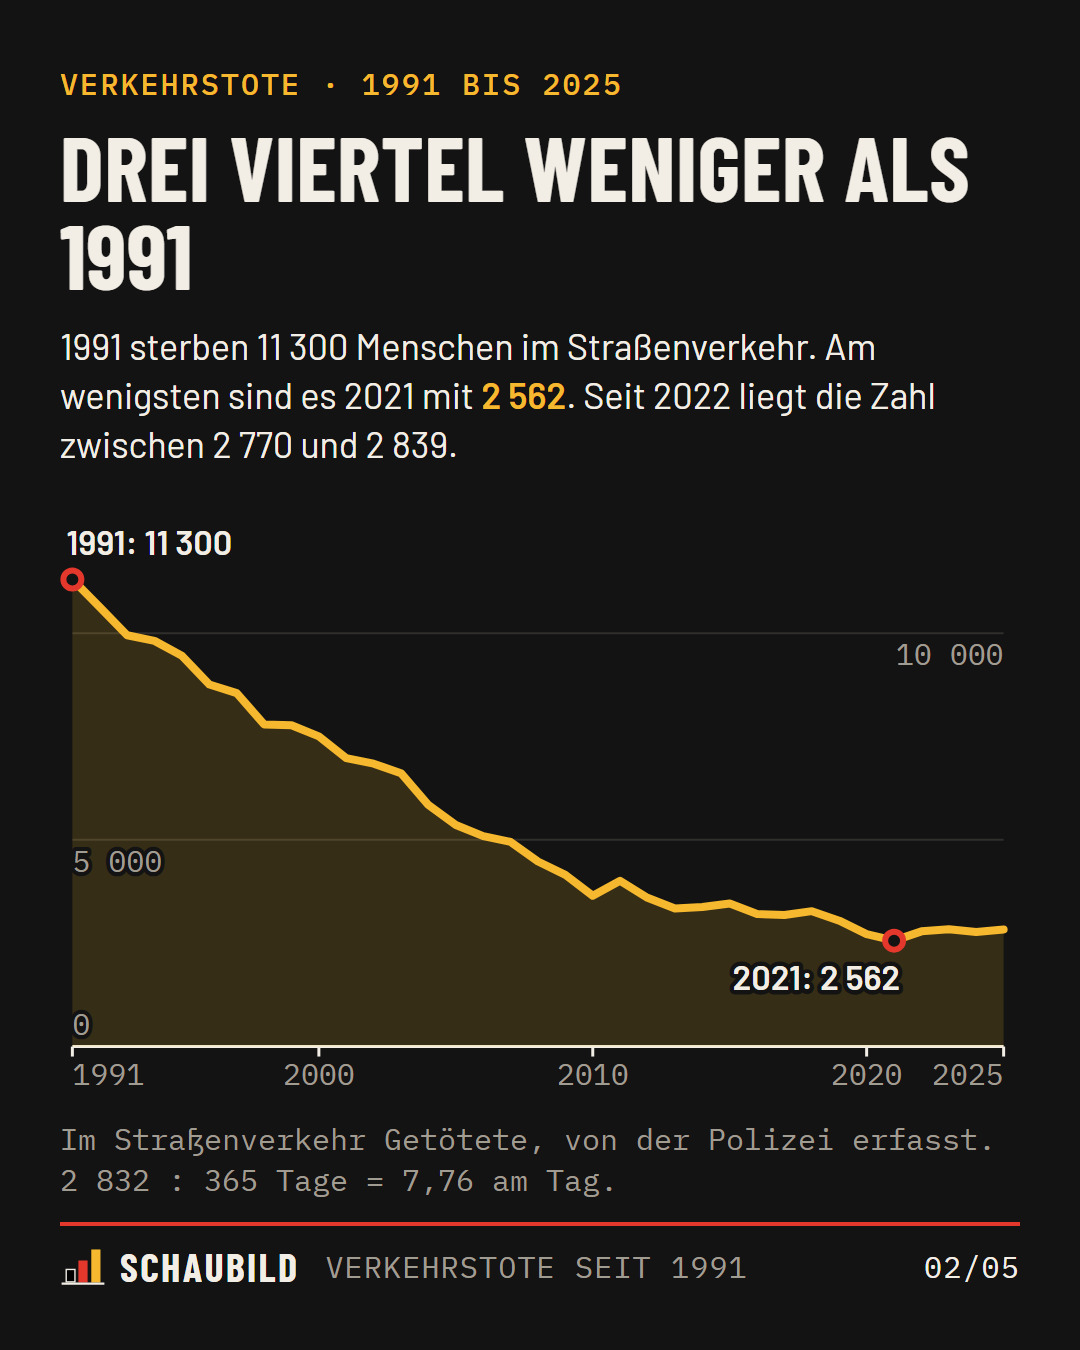 VERKEHRSTOTE · 1991 BIS 2025
DREI VIERTEL WENIGER ALS
1991
1991 sterben 11 300 Menschen im Straßenverkehr. Am
wenigsten sind es 2021 mit 2 562. Seit 2022 liegt die Zahl
zwischen 2 770 und 2 839.
1991: 11 300
10 000
5 000
2021: 2 562
0
1991 2000 2010 2020 2025
Im Straßenverkehr Getötete, von der Polizei erfasst.
2 832 : 365 Tage = 7,76 am Tag.
SCHAUBILD VERKEHRSTOTE SEIT 1991 02/05